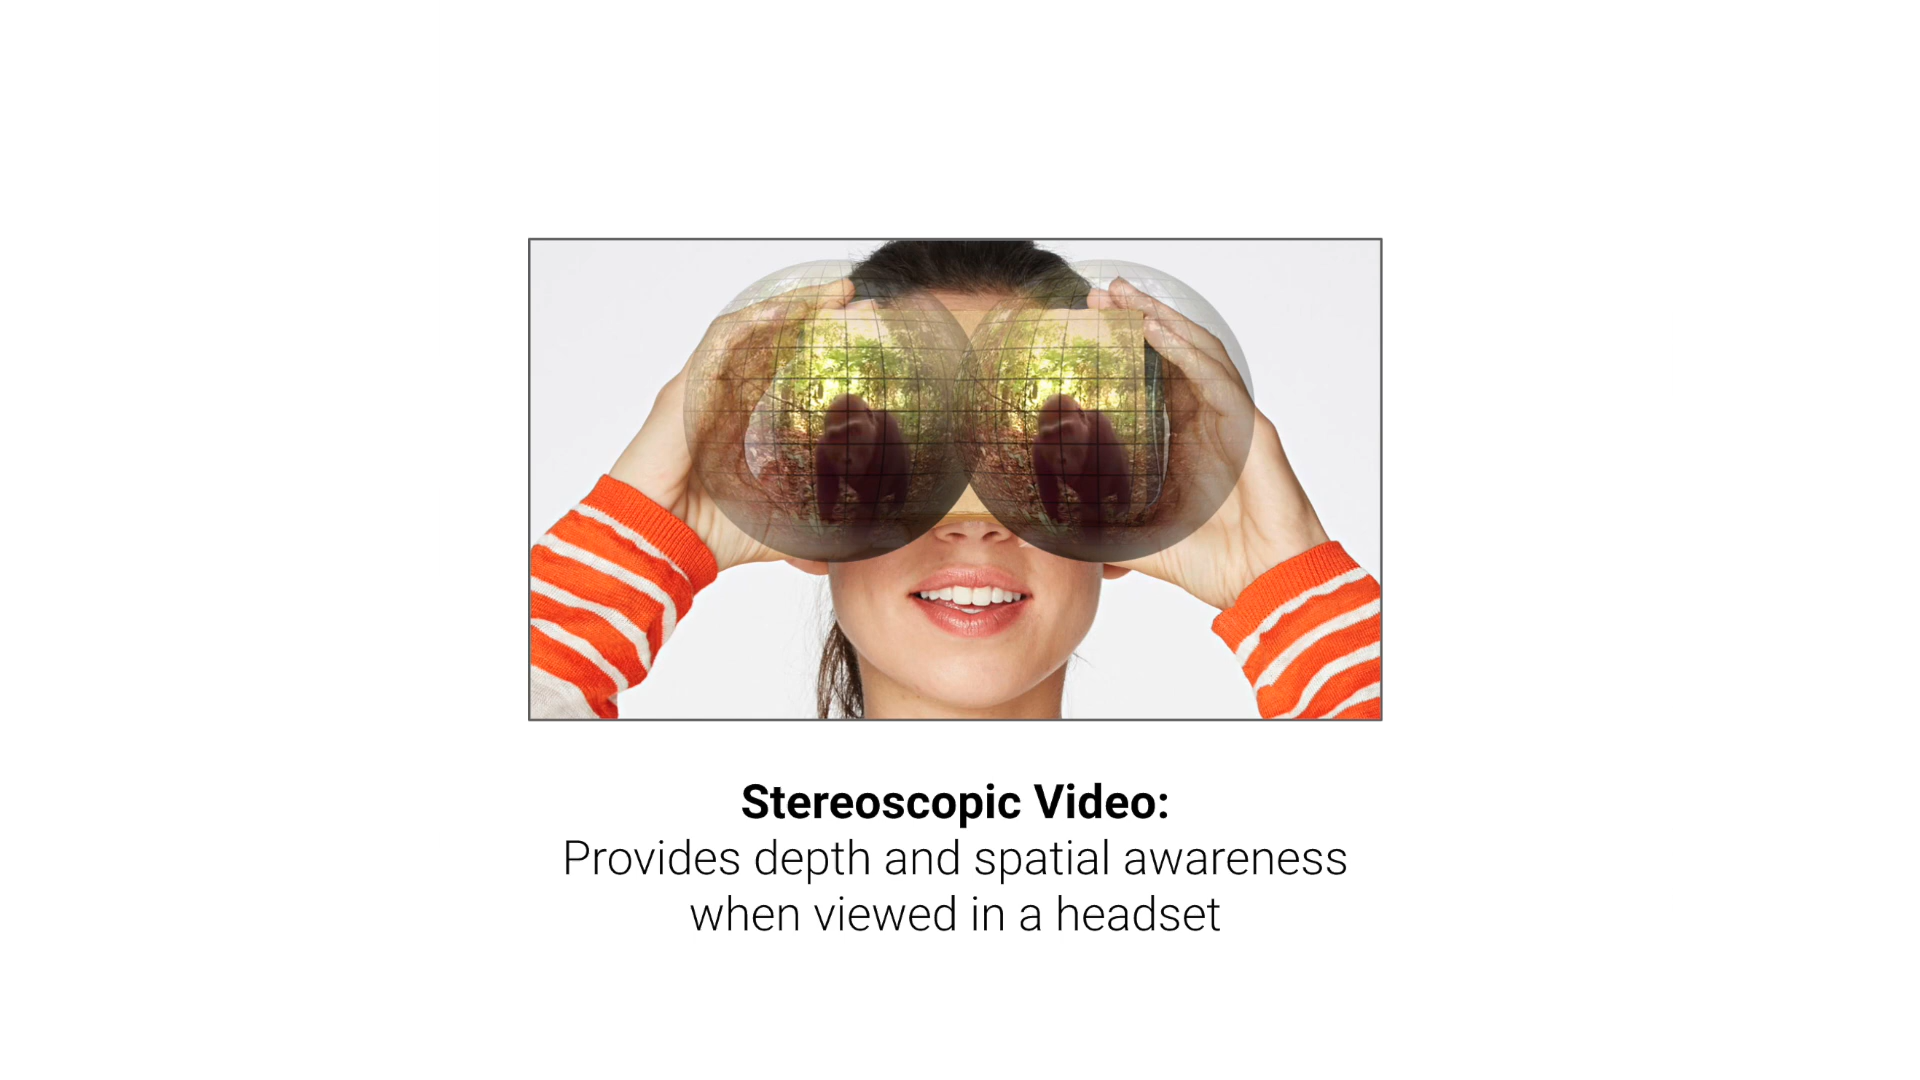 Stereoscopic Video:
Provides depth and spatial awareness
when viewed in a headset